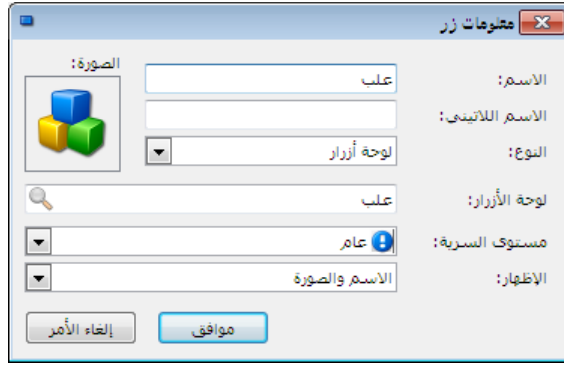 معلومات زر
الصورة:
الاسم: علب
الاسم اللاتيني:
النوع: لوحة أزرار
لوحة الأزرار: علب
مستوى السرية: عام
الإظهار: الاسم والصورة
موافق إلغاء الأمر